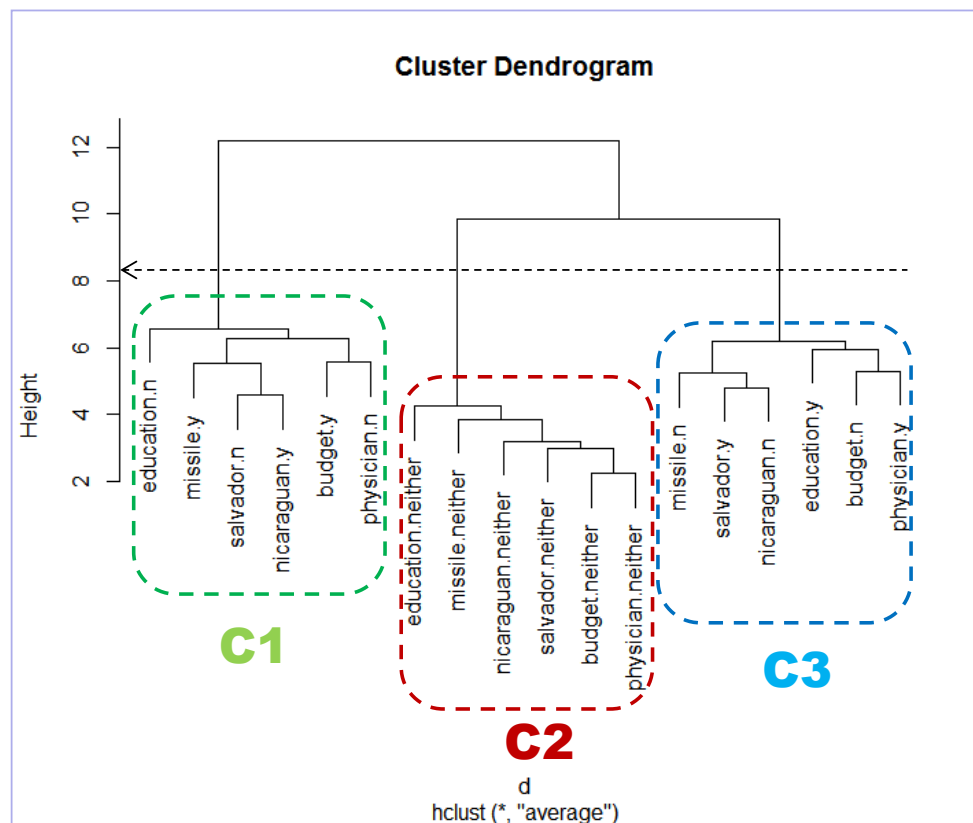 Cluster Dendrogram
Height
12
10
8
6
4
2
education.n
missile.y
salvador.n
nicaraguan.y
budget.y
physician.n
education.neither
missile.neither
nicaraguan.neither
salvador.neither
budget.neither
physician.neither
missile.n
salvador.y
nicaraguan.n
education.y
budget.n
physician.y
C1
C2
C3
d
hclust (*, "average")